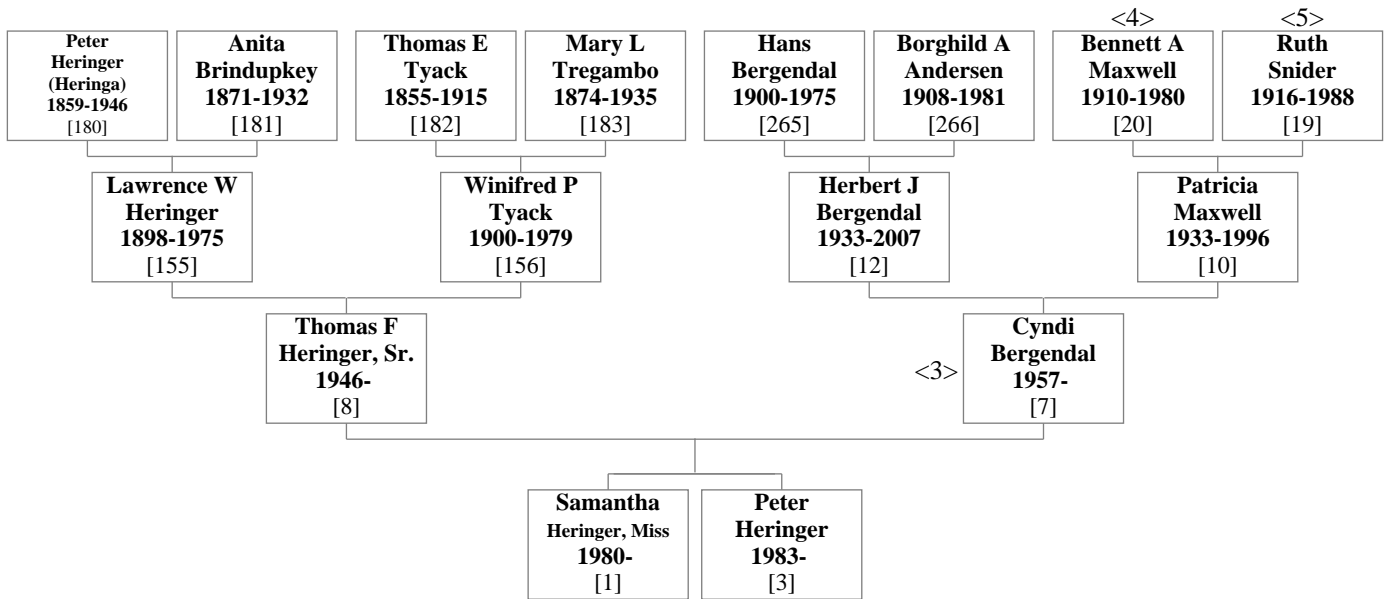 <4>
<5>
Peter
Heringer
(Heringa)
1859-1946
[180]
Anita
Brindupkey
1871-1932
[181]
Thomas E
Tyack
1855-1915
[182]
Mary L
Tregambo
1874-1935
[183]
Hans
Bergendal
1900-1975
[265]
Borghild A
Andersen
1908-1981
[266]
Bennett A
Maxwell
1910-1980
[20]
Ruth
Snider
1916-1988
[19]
Lawrence W
Heringer
1898-1975
[155]
Winifred P
Tyack
1900-1979
[156]
Herbert J
Bergendal
1933-2007
[12]
Patricia
Maxwell
1933-1996
[10]
Thomas F
Heringer, Sr.
1946-
[8]
<3>
Cyndi
Bergendal
1957-
[7]
Samantha
Heringer, Miss
1980-
[1]
Peter
Heringer
1983-
[3]